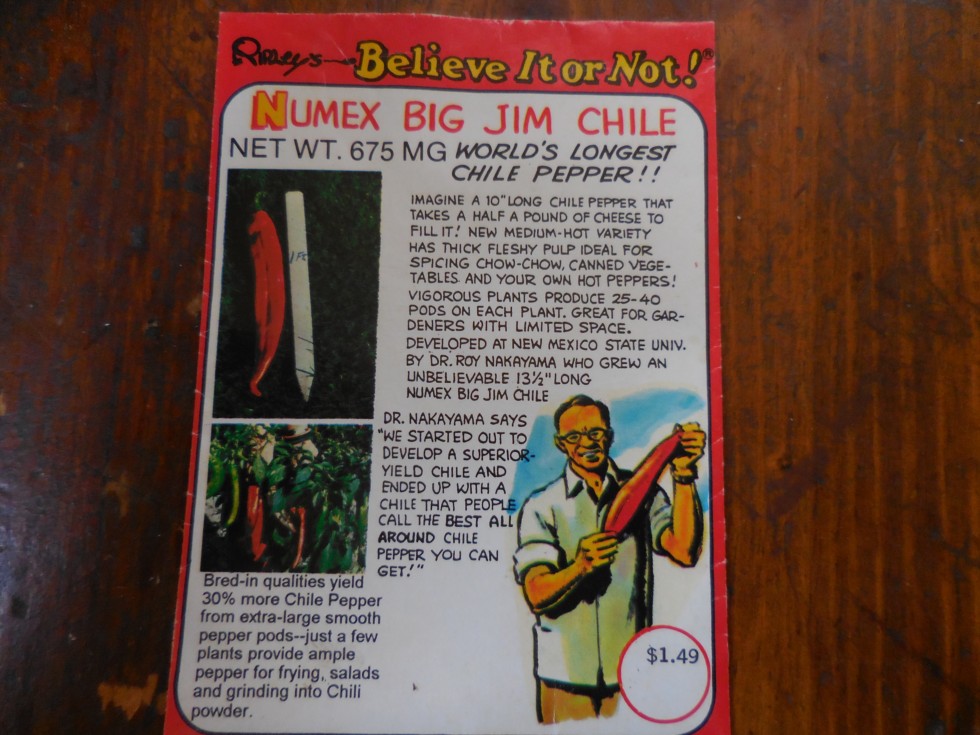 Ripley's Believe It or Not!®
NUMEX BIG JIM CHILE
NET WT. 675 MG WORLD'S LONGEST
CHILE PEPPER!!
IMAGINE A 10" LONG CHILE PEPPER THAT
TAKES A HALF A POUND OF CHEESE TO
FILL IT! NEW MEDIUM-HOT VARIETY
HAS THICK FLESHY PULP IDEAL FOR
SPICING CHOW-CHOW, CANNED VEGE-
TABLES AND YOUR OWN HOT PEPPERS!
VIGOROUS PLANTS PRODUCE 25-40
PODS ON EACH PLANT. GREAT FOR GAR-
DENERS WITH LIMITED SPACE.
DEVELOPED AT NEW MEXICO STATE UNIV.
BY DR. ROY NAKAYAMA WHO GREW AN
UNBELIEVABLE 13½" LONG
NUMEX BIG JIM CHILE
1 Ft
DR. NAKAYAMA SAYS
"WE STARTED OUT TO
DEVELOP A SUPERIOR-
YIELD CHILE AND
ENDED UP WITH A
CHILE THAT PEOPLE
CALL THE BEST ALL
AROUND CHILE
PEPPER YOU CAN
GET!"
Bred-in qualities yield
30% more Chile Pepper
from extra-large smooth
pepper pods--just a few
plants provide ample
pepper for frying, salads
and grinding into Chili
powder.
$1.49